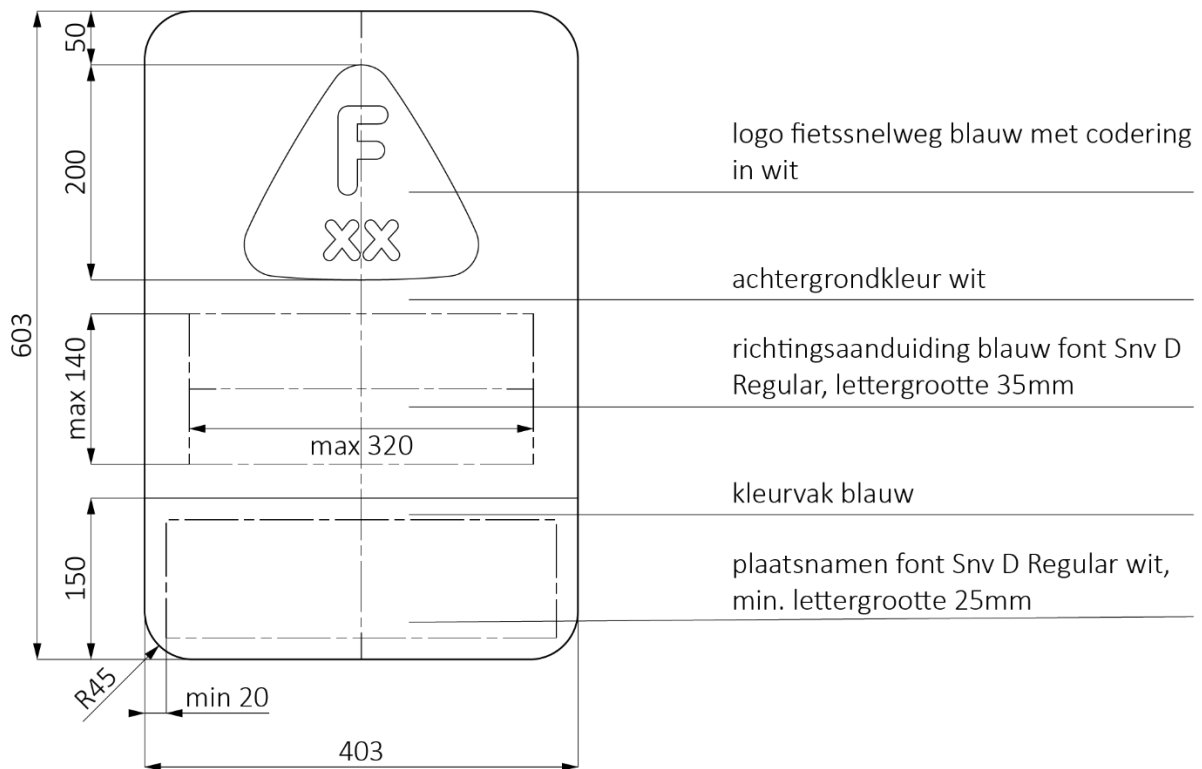 50
200
603
max 140
150
R45
min 20
403
max 320
F
xx
logo fietssnelweg blauw met codering
in wit
achtergrondkleur wit
richtingsaanduiding blauw font Snv D
Regular, lettergrootte 35mm
kleurvak blauw
plaatsnamen font Snv D Regular wit,
min. lettergrootte 25mm